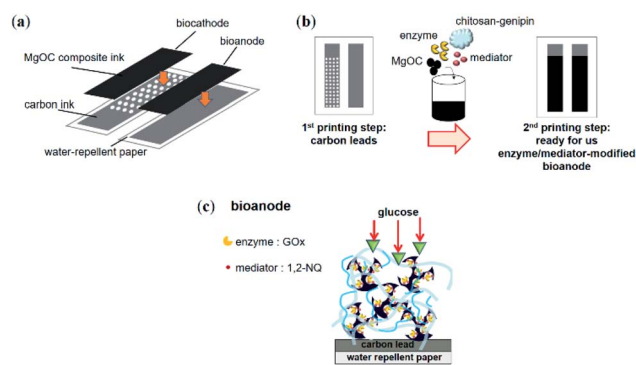 (a)
biocathode
bioanode
MgOC composite ink
carbon ink
water-repellent paper
(b)
chitosan-genipin
enzyme
mediator
MgOC
1st printing step:
carbon leads
2nd printing step:
ready for us
enzyme/mediator-modified
bioanode
(c) bioanode
glucose
enzyme : GOx
mediator : 1,2-NQ
carbon lead
water repellent paper